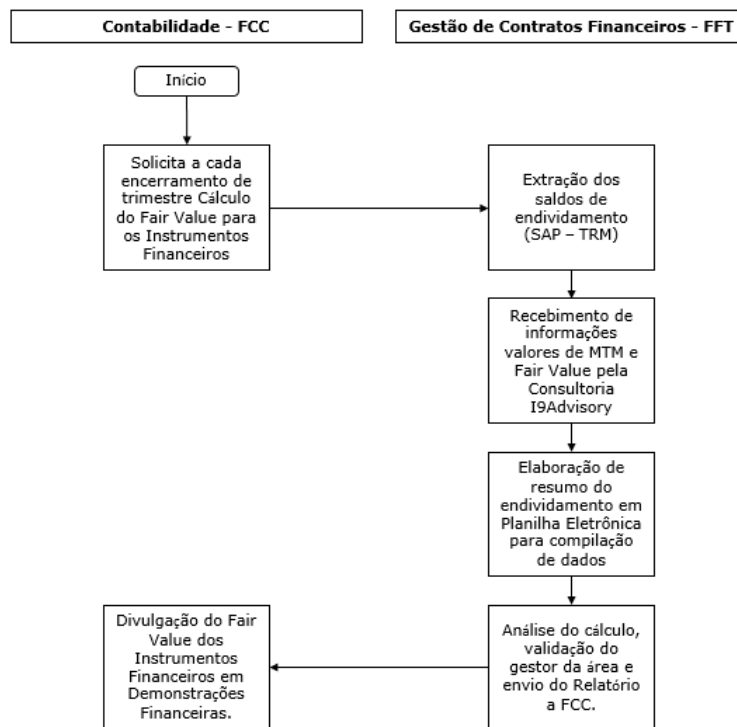 Contabilidade - FCC
Gestão de Contratos Financeiros - FFT
Início
Solicita a cada
encerramento de
trimestre Cálculo
do Fair Value para
os Instrumentos
Financeiros
Extração dos
saldos de
endividamento
(SAP – TRM)
Recebimento de
informações
valores de MTM e
Fair Value pela
Consultoria
I9Advisory
Elaboração de
resumo do
endividamento em
Planilha Eletrônica
para compilação
de dados
Análise do cálculo,
validação do
gestor da área e
envio do Relatório
a FCC.
Divulgação do Fair
Value dos
Instrumentos
Financeiros em
Demonstrações
Financeiras.